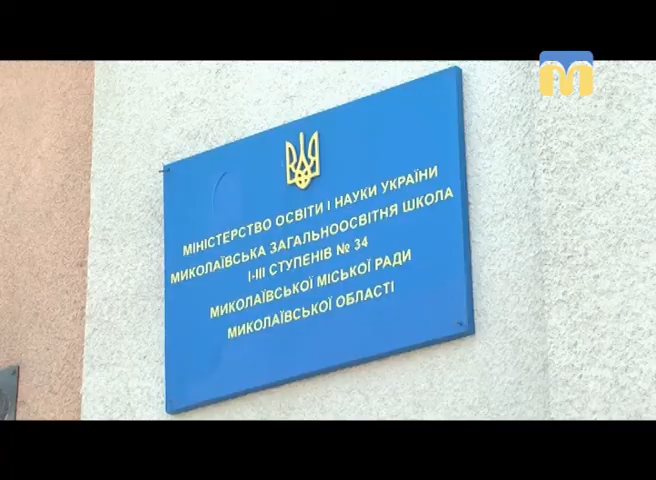 МІНІСТЕРСТВО ОСВІТИ І НАУКИ УКРАЇНИ
МИКОЛАЇВСЬКА ЗАГАЛЬНООСВІТНЯ ШКОЛА
І-ІІІ СТУПЕНІВ № 34
МИКОЛАЇВСЬКОЇ МІСЬКОЇ РАДИ
МИКОЛАЇВСЬКОЇ ОБЛАСТІ